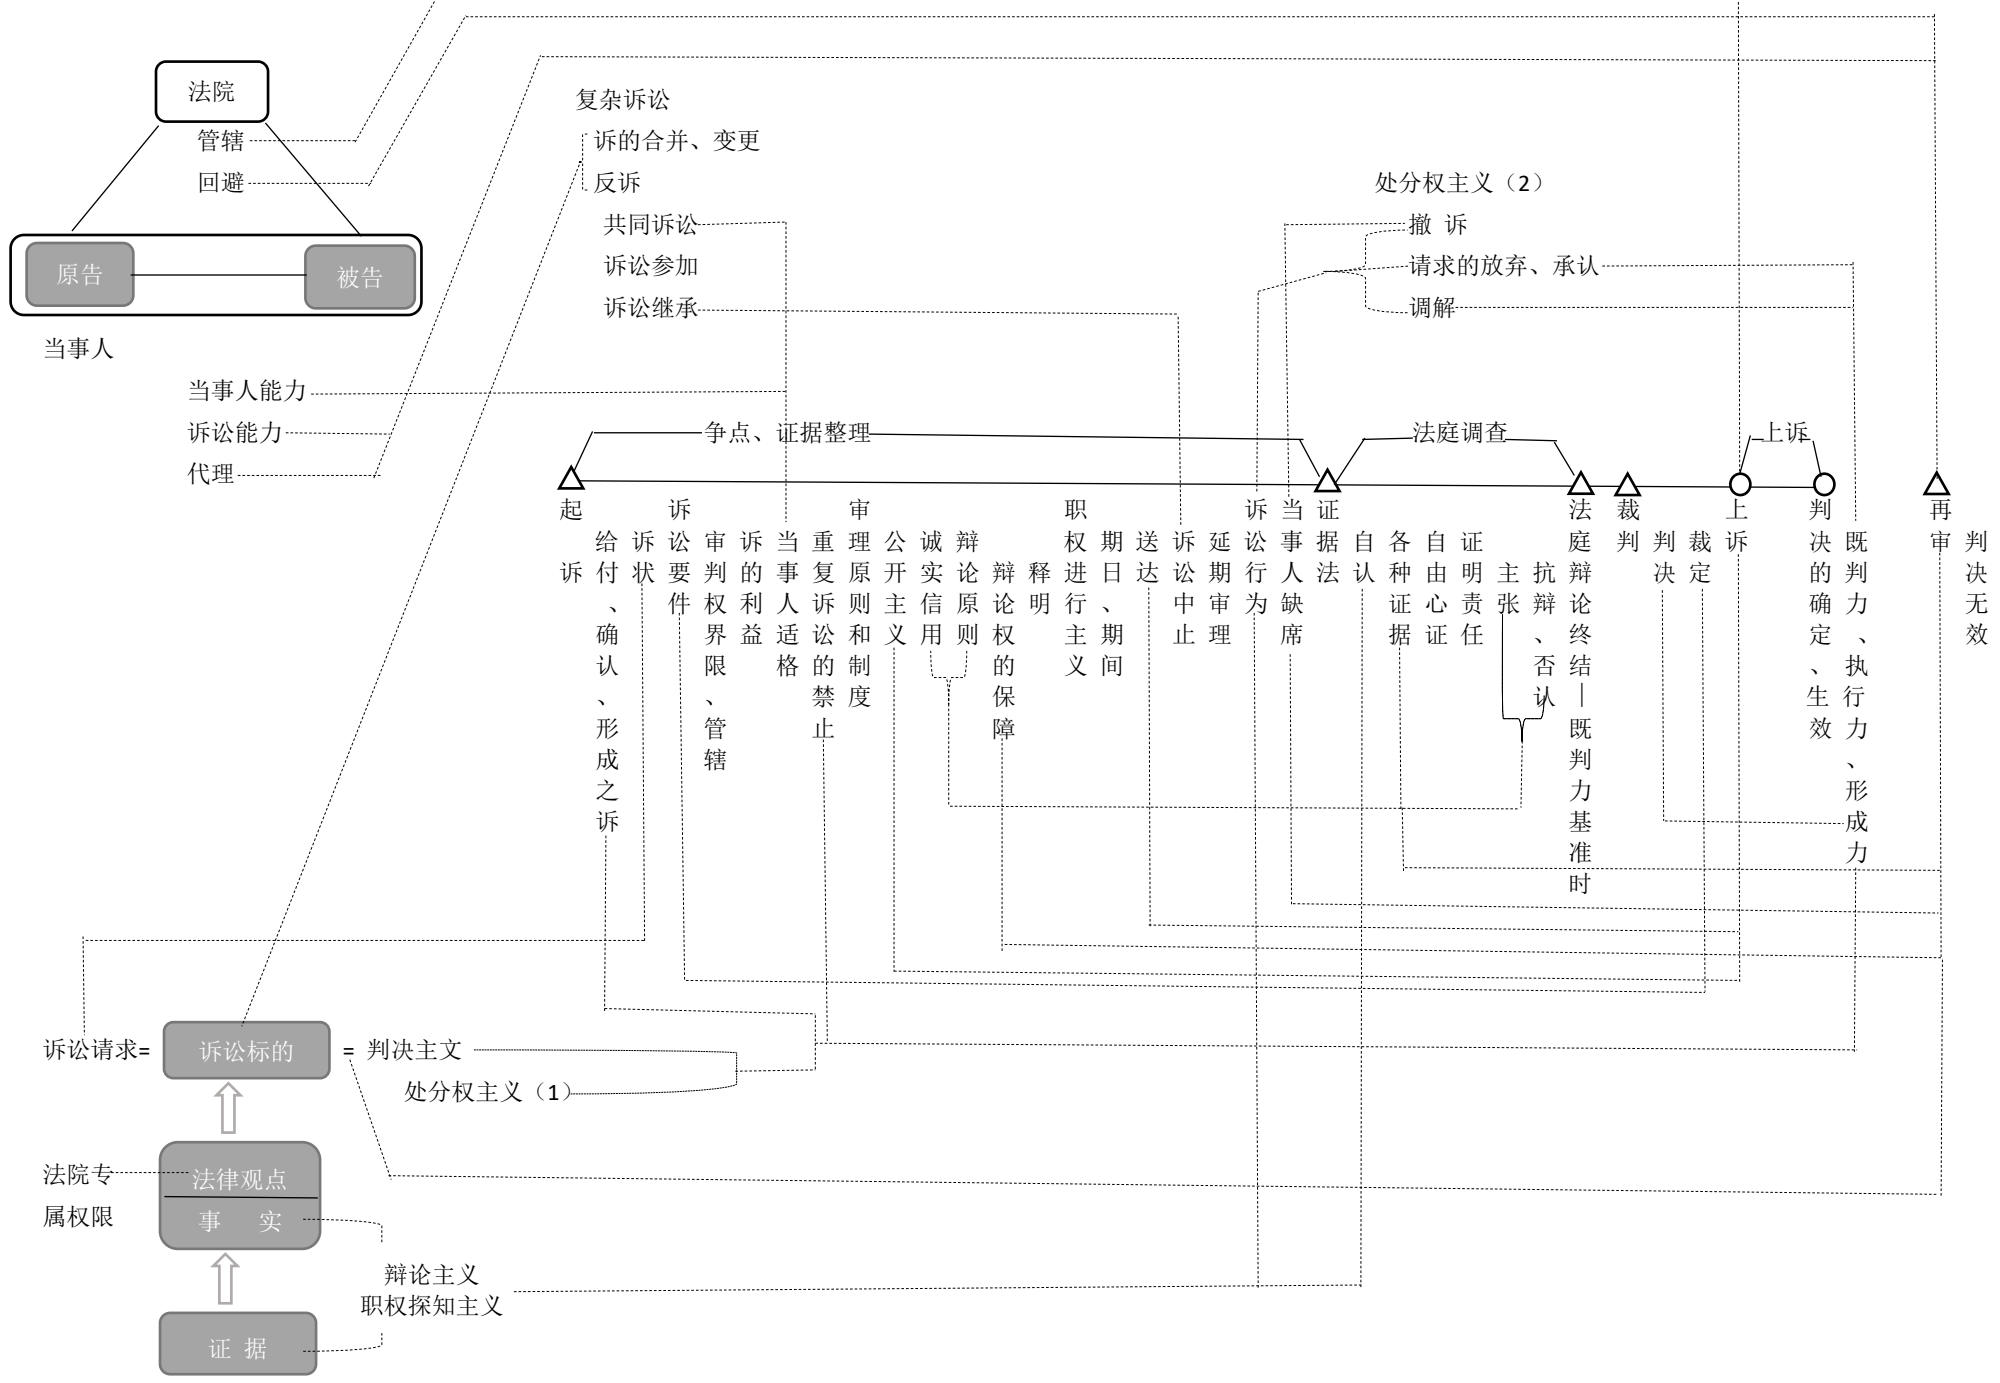 法院
管辖
回避
原告
被告
当事人
当事人能力
诉讼能力
代理
复杂诉讼
诉的合并、变更
反诉
共同诉讼
诉讼参加
诉讼继承
处分权主义（2）
撤 诉
请求的放弃、承认
调解
争点、证据整理
法庭调查
上诉
起诉
给付、确认、形成之诉
诉状
诉讼要件
审判权界限、管辖
诉的利益
当事人适格
重复诉讼的禁止
审理原则和制度
公开主义
诚实信用
辩论原则
辩论权的保障
释明
职权进行主义
期日、期间
送达
诉讼中止
延期审理
诉讼行为
当事人缺席
证据法
自认
各种证据
自由心证
证明责任
主张
抗辩、否认
法庭辩论终结—既判力基准时
裁判
判决
裁定
上诉
判决的确定、生效
既判力、执行力、形成力
再审
判决无效
诉讼请求=
诉讼标的
= 判决主文
处分权主义（1）
法院专
属权限
法律观点
事 实
辩论主义
职权探知主义
证 据